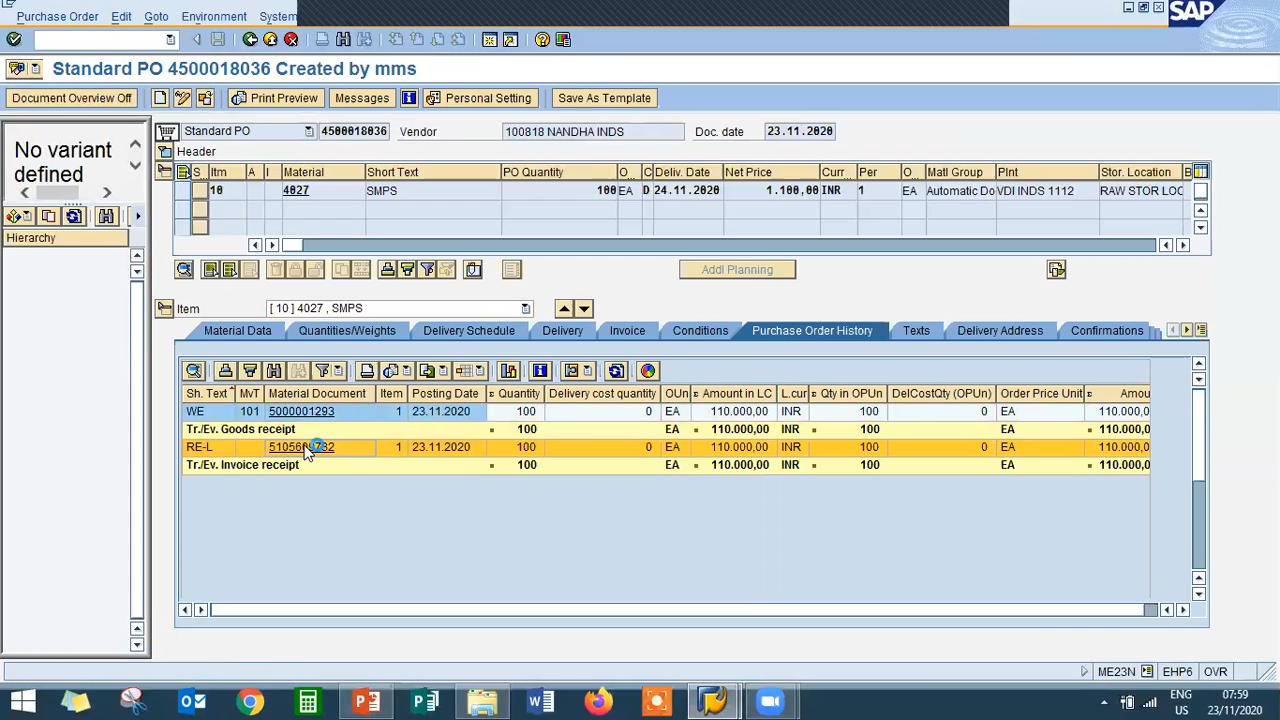 Purchase Order Edit Goto Environment System
SAP
Standard PO 4500018036 Created by mms
Document Overview Off Print Preview Messages Personal Setting Save As Template
No variant
defined
Hierarchy
Standard PO 4500018036 Vendor 100818 NANDHA INDS Doc. date 23.11.2020
Header
S... Itm A I Material Short Text PO Quantity O... C Deliv. Date Net Price Curr... Per O... Matl Group Plnt Stor. Location B
10 4027 SMPS 100 EA D 24.11.2020 1.100,00 INR 1 EA Automatic Do VDI INDS 1112 RAW STOR LOC
Addl Planning
Item [ 10 ] 4027 , SMPS
Material Data Quantities/Weights Delivery Schedule Delivery Invoice Conditions Purchase Order History Texts Delivery Address Confirmations
Sh. Text MvT Material Document Item Posting Date Σ Quantity Delivery cost quantity OUn Σ Amount in LC L.cur Σ Qty in OPUn DelCostQty (OPUn) Order Price Unit Amou
WE 101 5000001293 1 23.11.2020 100 0 EA 110.000,00 INR 100 0 EA 110.000,0
Tr./Ev. Goods receipt 100 EA 110.000,00 INR 100 EA 110.000,0
RE-L 1 23.11.2020 100 0 EA 110.000,00 INR 100 0 EA 110.000,0
Tr./Ev. Invoice receipt 100 EA 110.000,00 INR 100 EA 110.000,0
ME23N EHP6 OVR
ENG 07:59
US 23/11/2020